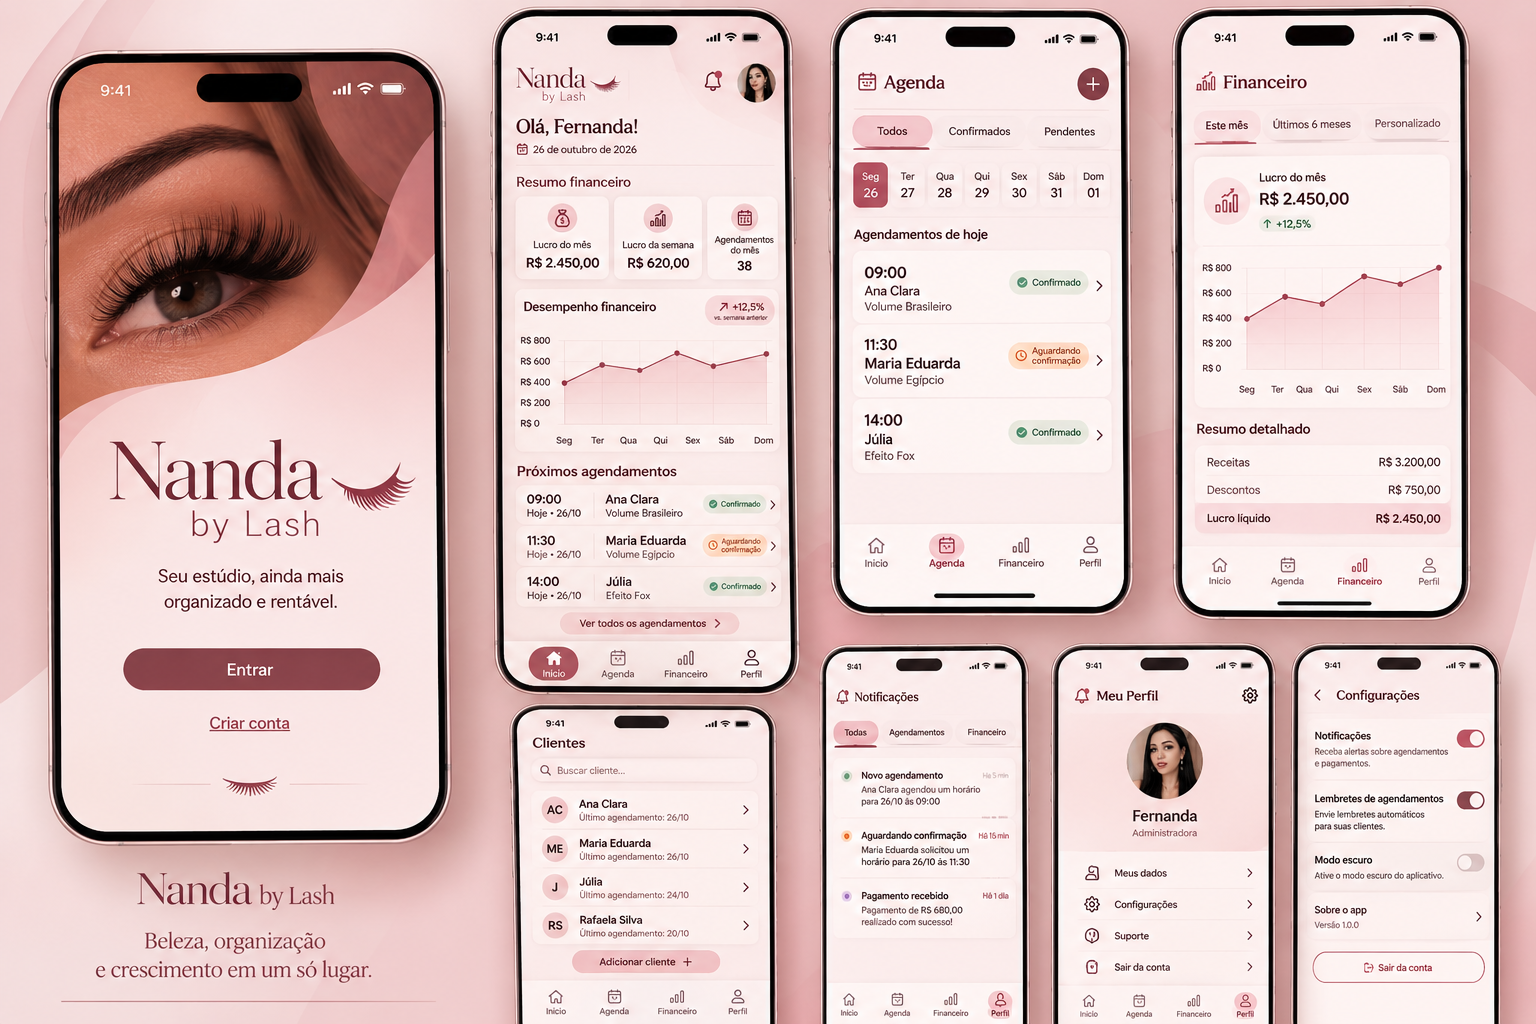 9:41
Nanda
by Lash
Seu estúdio, ainda mais
organizado e rentável.
Entrar
Criar conta
Nanda by Lash
Beleza, organização
e crescimento em um só lugar.
9:41
Nanda
by Lash
Olá, Fernanda!
26 de outubro de 2026
Resumo financeiro
Lucro do mês
R$ 2.450,00
Lucro da semana
R$ 620,00
Agendamentos
do mês
38
Desempenho financeiro
+12,5%
vs. semana anterior
R$ 800
R$ 600
R$ 400
R$ 200
R$ 0
Seg Ter Qua Qui Sex Sáb Dom
Próximos agendamentos
09:00 Ana Clara
Hoje • 26/10 Volume Brasileiro
Confirmado
11:30 Maria Eduarda
Hoje • 26/10 Volume Egípcio
Aguardando
confirmação
14:00 Júlia
Hoje • 26/10 Efeito Fox
Confirmado
Ver todos os agendamentos
Início Agenda Financeiro Perfil
9:41
Agenda
Todos Confirmados Pendentes
Seg Ter Qua Qui Sex Sáb Dom
26 27 28 29 30 31 01
Agendamentos de hoje
09:00
Ana Clara
Volume Brasileiro
Confirmado
11:30
Maria Eduarda
Volume Egípcio
Aguardando
confirmação
14:00
Júlia
Efeito Fox
Confirmado
Início Agenda Financeiro Perfil
9:41
Financeiro
Este mês Últimos 6 meses Personalizado
Lucro do mês
R$ 2.450,00
+12,5%
R$ 800
R$ 600
R$ 400
R$ 200
R$ 0
Seg Ter Qua Qui Sex Sáb Dom
Resumo detalhado
Receitas R$ 3.200,00
Descontos R$ 750,00
Lucro líquido R$ 2.450,00
Início Agenda Financeiro Perfil
9:41
Clientes
Buscar cliente...
AC Ana Clara
Último agendamento: 26/10
ME Maria Eduarda
Último agendamento: 26/10
J Júlia
Último agendamento: 24/10
RS Rafaela Silva
Último agendamento: 20/10
Adicionar cliente +
Início Agenda Financeiro Perfil
9:41
Notificações
Todas Agendamentos Financeiro
Novo agendamento Há 5 min
Ana Clara agendou um horário
para 26/10 às 09:00
Aguardando confirmação Há 15 min
Maria Eduarda solicitou um
horário para 26/10 às 11:30
Pagamento recebido Há 1 dia
Pagamento de R$ 680,00
realizado com sucesso!
Início Agenda Financeiro Perfil
9:41
Meu Perfil
Fernanda
Administradora
Meus dados
Configurações
Suporte
Sair da conta
Início Agenda Financeiro Perfil
9:41
Configurações
Notificações
Receba alertas sobre agendamentos
e pagamentos.
Lembretes de agendamentos
Envie lembretes automáticos
para suas clientes.
Modo escuro
Ative o modo escuro do aplicativo.
Sobre o app
Versão 1.0.0
Sair da conta